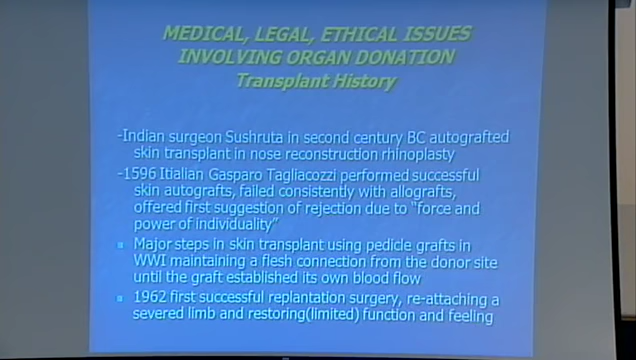 MEDICAL, LEGAL, ETHICAL ISSUES
INVOLVING ORGAN DONATION
Transplant History
-Indian surgeon Sushruta in second century BC autografted
skin transplant in nose reconstruction rhinoplasty
-1596 Itialian Gasparo Tagliacozzi performed successful
skin autografts, failed consistently with allografts,
offered first suggestion of rejection due to "force and
power of individuality"
Major steps in skin transplant using pedicle grafts in
WWI maintaining a flesh connection from the donor site
until the graft established its own blood flow
1962 first successful replantation surgery, re-attaching a
severed limb and restoring(limited) function and feeling